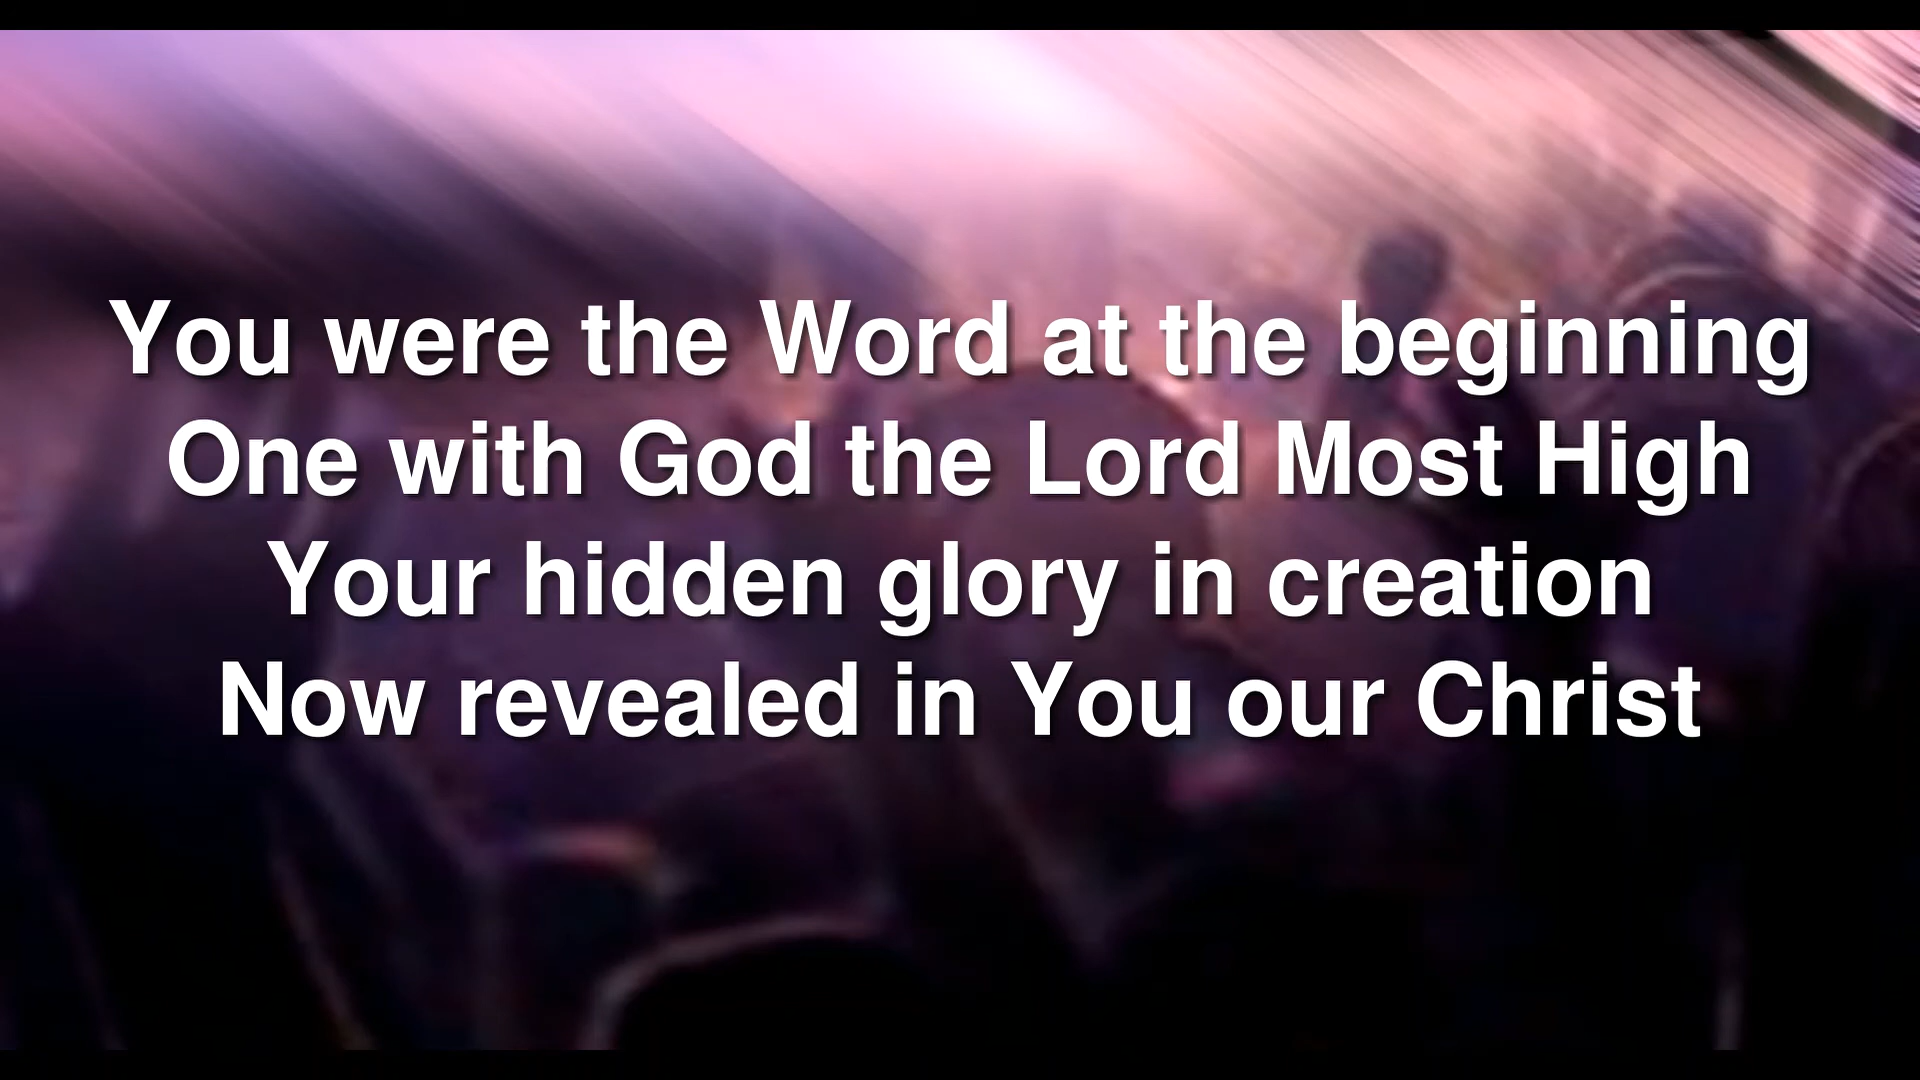 You were the Word at the beginning
One with God the Lord Most High
Your hidden glory in creation
Now revealed in You our Christ